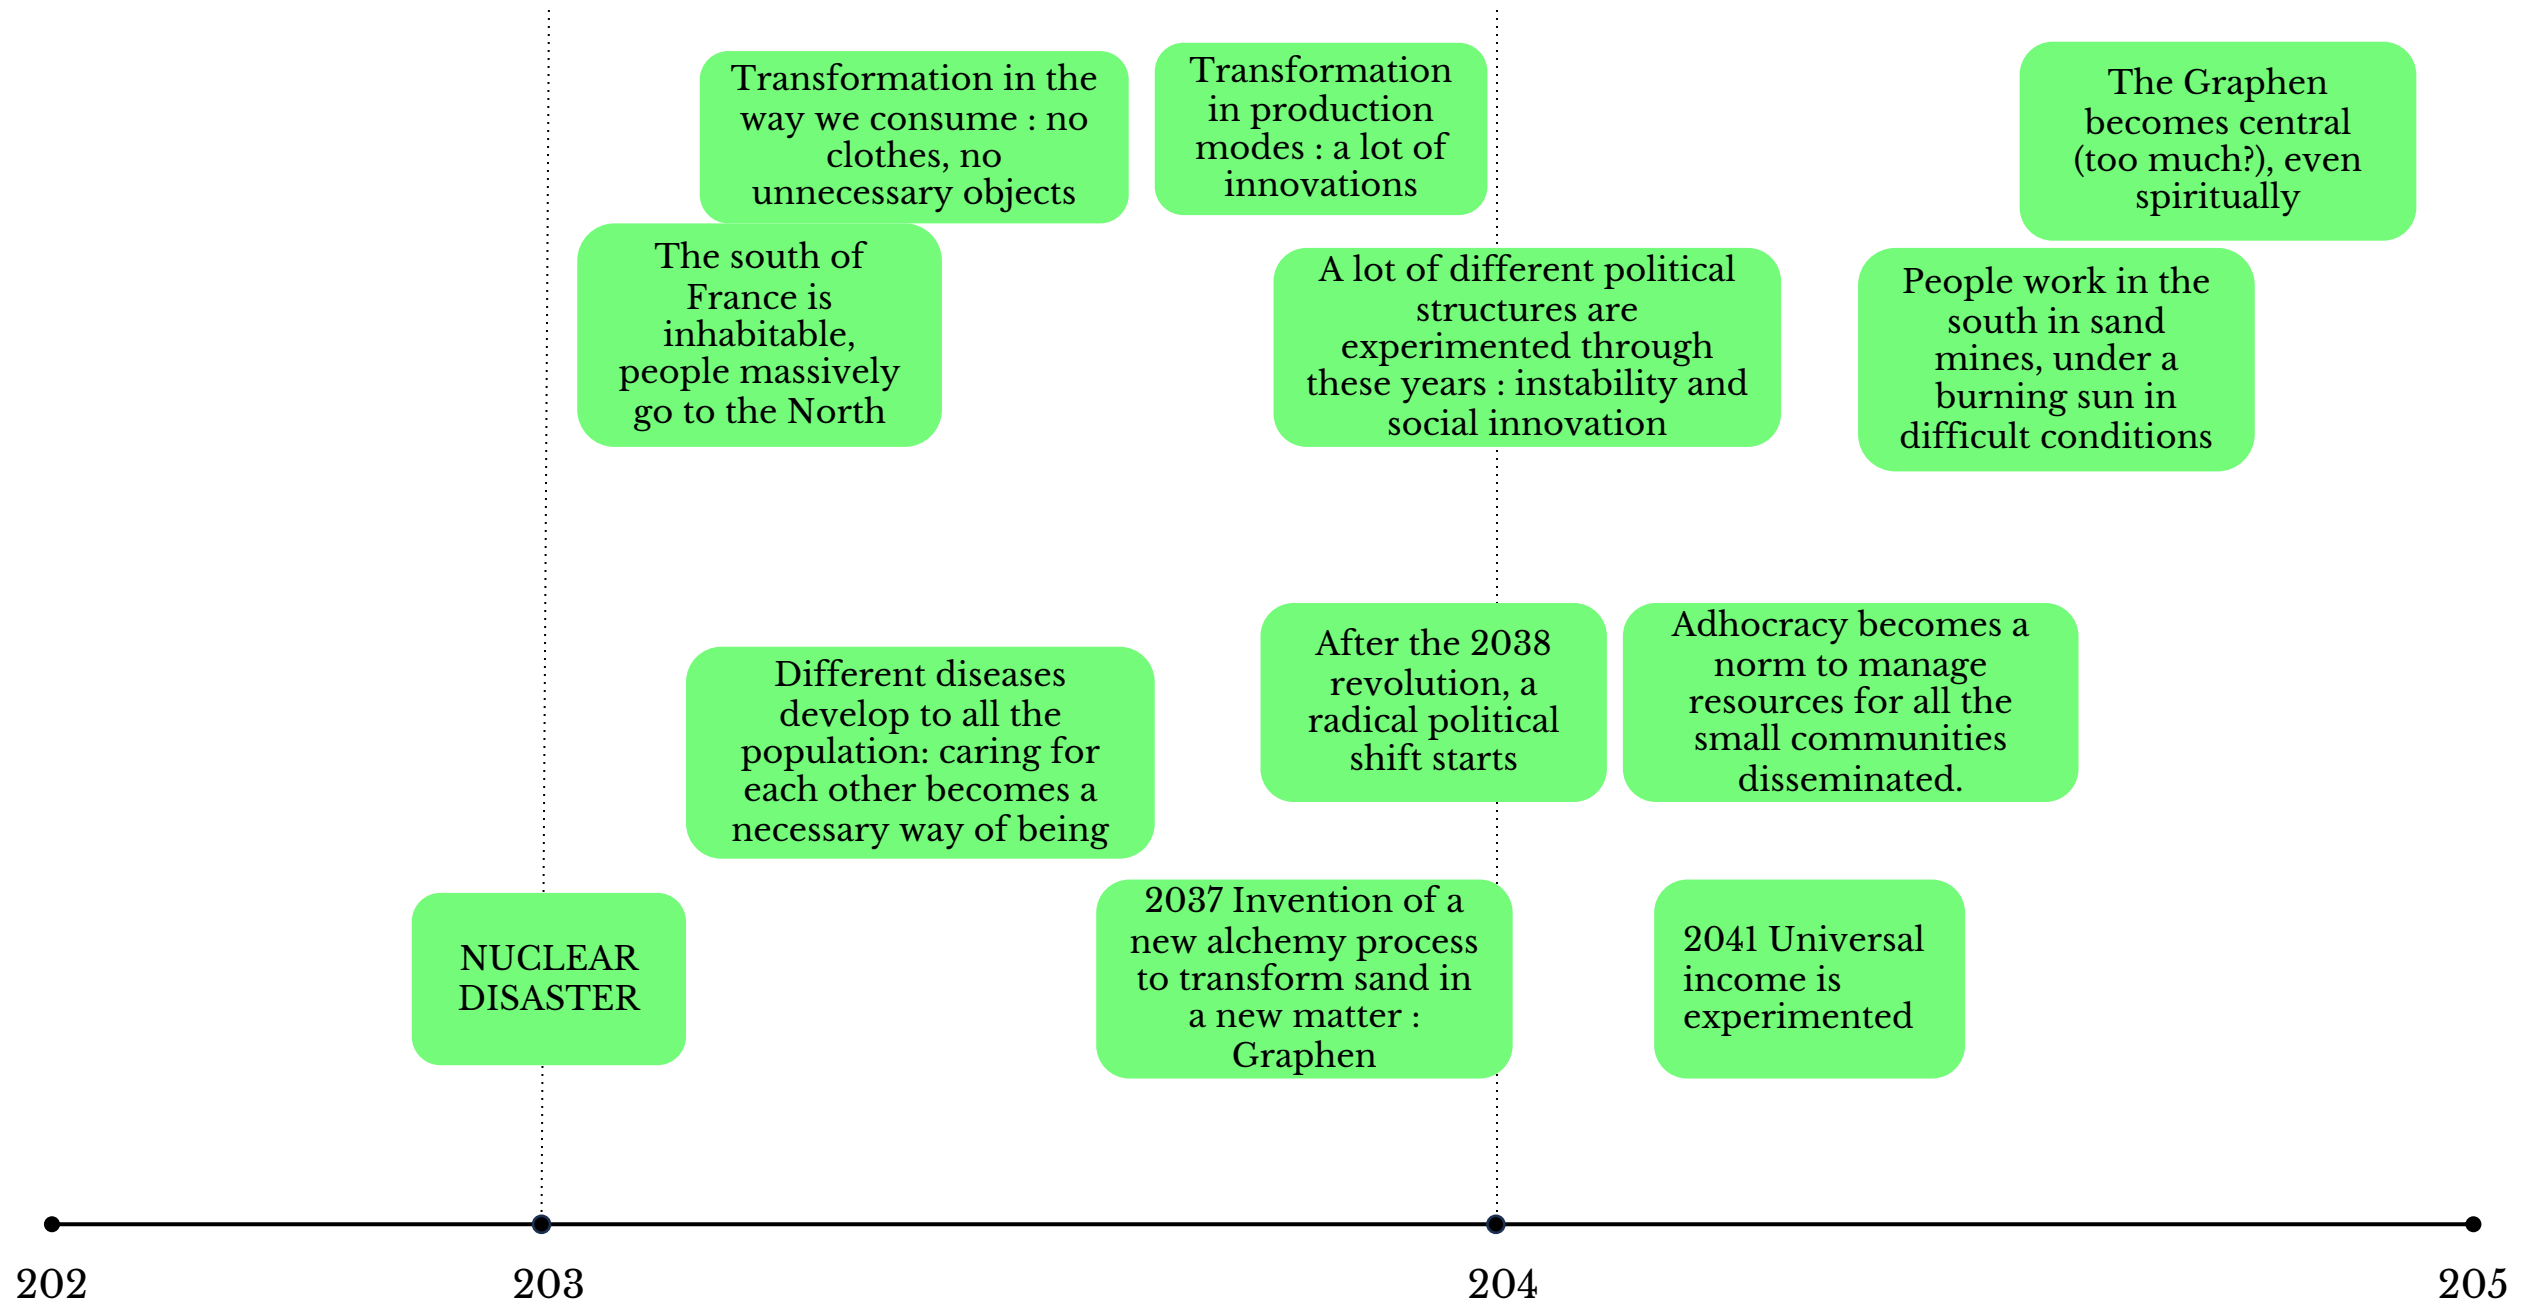 Transformation in the
way we consume : no
clothes, no
unnecessary objects
Transformation
in production
modes : a lot of
innovations
The Graphen
becomes central
(too much?), even
spiritually
The south of
France is
inhabitable,
people massively
go to the North
A lot of different political
structures are
experimented through
these years : instability and
social innovation
People work in the
south in sand
mines, under a
burning sun in
difficult conditions
Different diseases
develop to all the
population: caring for
each other becomes a
necessary way of being
After the 2038
revolution, a
radical political
shift starts
Adhocracy becomes a
norm to manage
resources for all the
small communities
disseminated.
NUCLEAR
DISASTER
2037 Invention of a
new alchemy process
to transform sand in
a new matter :
Graphen
2041 Universal
income is
experimented
202
203
204
205